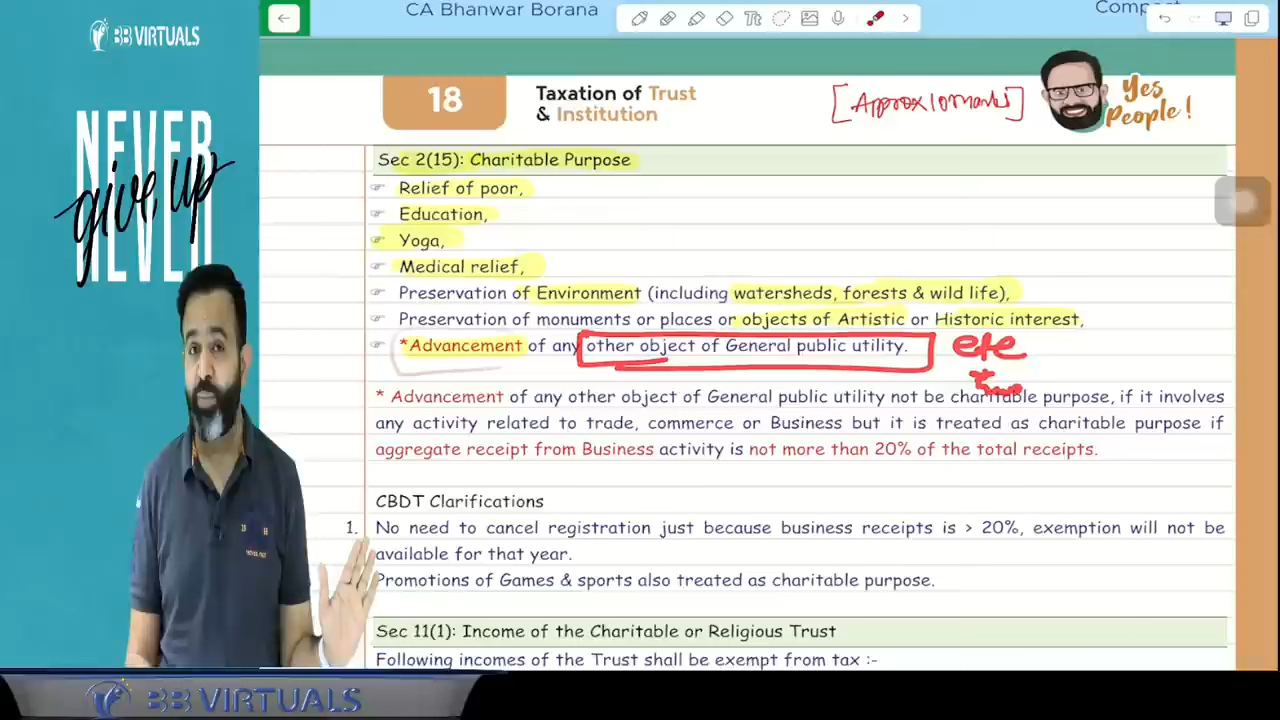 CA Bhanwar Borana
BB VIRTUALS
NEVER
give up
NEVER
18
Taxation of Trust
& Institution
[Approx 10 marks]
Yes
People!
Sec 2(15): Charitable Purpose
Relief of poor,
Education,
Yoga,
Medical relief,
Preservation of Environment (including watersheds, forests & wild life),
Preservation of monuments or places or objects of Artistic or Historic interest,
*Advancement of any other object of General public utility.
* Advancement of any other object of General public utility not be charitable purpose, if it involves
any activity related to trade, commerce or Business but it is treated as charitable purpose if
aggregate receipt from Business activity is not more than 20% of the total receipts.
CBDT Clarifications
1. No need to cancel registration just because business receipts is > 20%, exemption will not be
available for that year.
Promotions of Games & sports also treated as charitable purpose.
Sec 11(1): Income of the Charitable or Religious Trust
Following incomes of the Trust shall be exempt from tax :-
BB VIRTUALS